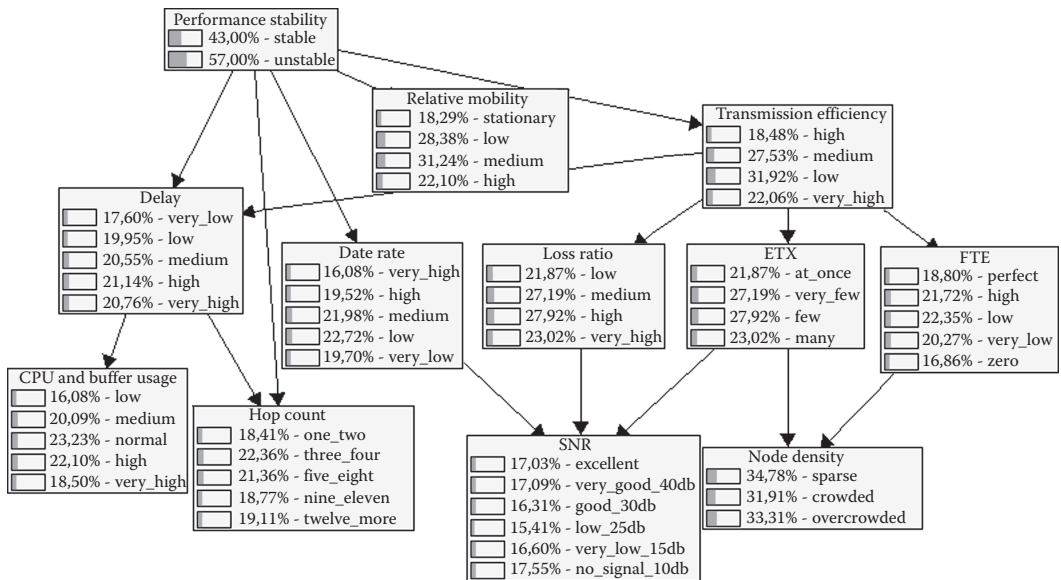 Performance stability
43,00% - stable
57,00% - unstable
Relative mobility
18,29% - stationary
28,38% - low
31,24% - medium
22,10% - high
Transmission efficiency
18,48% - high
27,53% - medium
31,92% - low
22,06% - very_high
Delay
17,60% - very_low
19,95% - low
20,55% - medium
21,14% - high
20,76% - very_high
Date rate
16,08% - very_high
19,52% - high
21,98% - medium
22,72% - low
19,70% - very_low
Loss ratio
21,87% - low
27,19% - medium
27,92% - high
23,02% - very_high
ETX
21,87% - at_once
27,19% - very_few
27,92% - few
23,02% - many
FTE
18,80% - perfect
21,72% - high
22,35% - low
20,27% - very_low
16,86% - zero
CPU and buffer usage
16,08% - low
20,09% - medium
23,23% - normal
22,10% - high
18,50% - very_high
Hop count
18,41% - one_two
22,36% - three_four
21,36% - five_eight
18,77% - nine_eleven
19,11% - twelve_more
SNR
17,03% - excellent
17,09% - very_good_40db
16,31% - good_30db
15,41% - low_25db
16,60% - very_low_15db
17,55% - no_signal_10db
Node density
34,78% - sparse
31,91% - crowded
33,31% - overcrowded